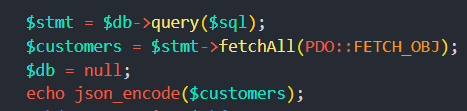 $stmt = $db->query($sql);
$customers = $stmt->fetchAll(PDO::FETCH_OBJ);
$db = null;
echo json_encode($customers);